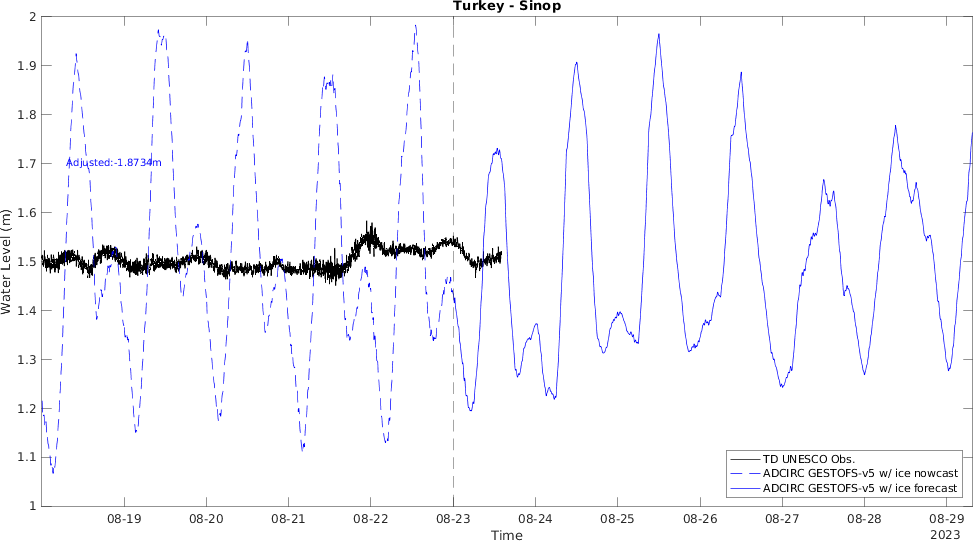 Turkey - Sinop
2
1.9
1.8
1.7
1.6
1.5
1.4
1.3
1.2
1.1
1
Water Level (m)
Adjusted:-1.8734m
TD UNESCO Obs.
ADCIRC GESTOFS-v5 w/ ice nowcast
ADCIRC GESTOFS-v5 w/ ice forecast
08-19 08-20 08-21 08-22 08-23 08-24 08-25 08-26 08-27 08-28 08-29
2023
Time